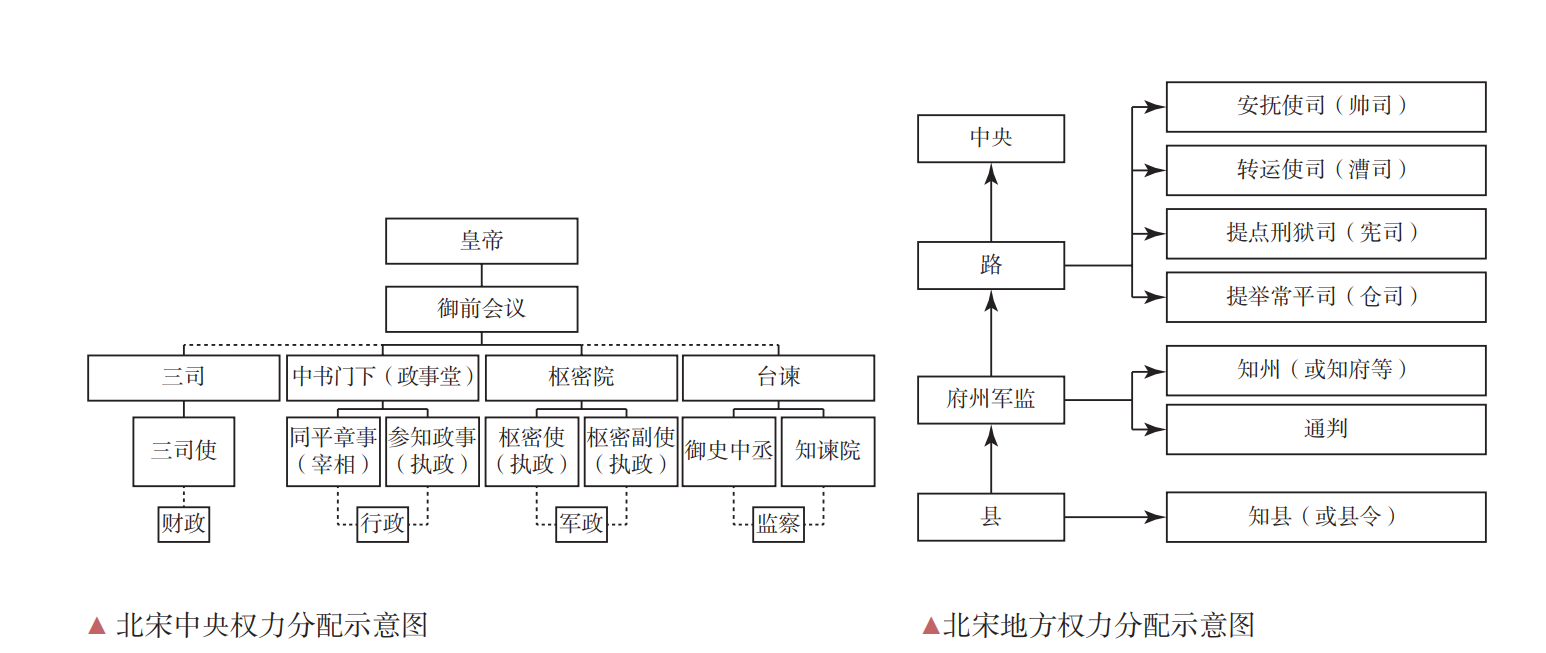 皇帝
御前会议
三司
中书门下（政事堂）
枢密院
台谏
三司使
同平章事
（宰相）
参知政事
（执政）
枢密使
（执政）
枢密副使
（执政）
御史中丞
知谏院
财政
行政
军政
监察
▲ 北宋中央权力分配示意图
中央
路
府州军监
县
安抚使司（帅司）
转运使司（漕司）
提点刑狱司（宪司）
提举常平司（仓司）
知州（或知府等）
通判
知县（或县令）
▲北宋地方权力分配示意图